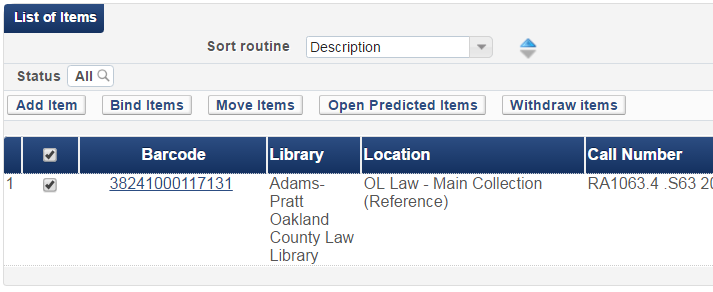 List of Items
Sort routine Description
Status All
Add Item Bind Items Move Items Open Predicted Items Withdraw items
Barcode Library Location Call Number
1 38241000117131 Adams- OL Law - Main Collection RA1063.4 .S63
Pratt (Reference)
Oakland
County Law
Library